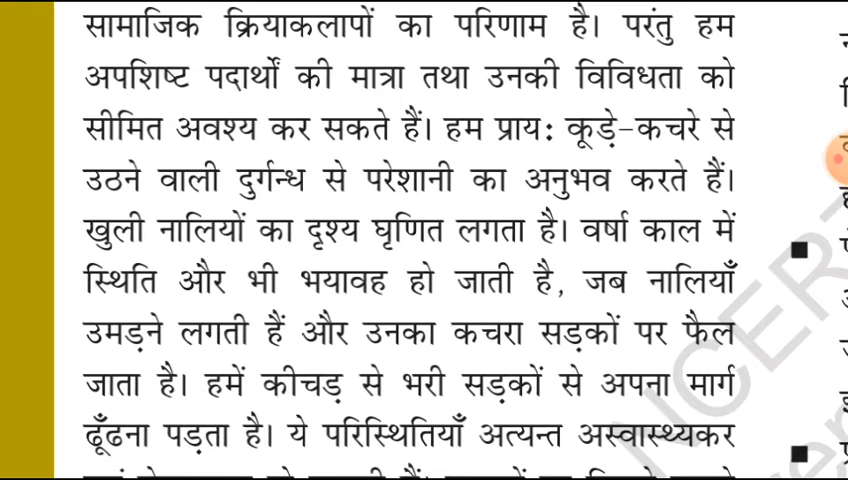 सामाजिक क्रियाकलापों का परिणाम है। परंतु हम
अपशिष्ट पदार्थों की मात्रा तथा उनकी विविधता को
सीमित अवश्य कर सकते हैं। हम प्राय: कूड़े-कचरे से
उठने वाली दुर्गन्ध से परेशानी का अनुभव करते हैं।
खुली नालियों का दृश्य घृणित लगता है। वर्षा काल में
स्थिति और भी भयावह हो जाती है, जब नालियाँ
उमड़ने लगती हैं और उनका कचरा सड़कों पर फैल
जाता है। हमें कीचड़ से भरी सड़कों से अपना मार्ग
ढूँढना पड़ता है। ये परिस्थितियाँ अत्यन्त अस्वास्थ्यकर
NCERT